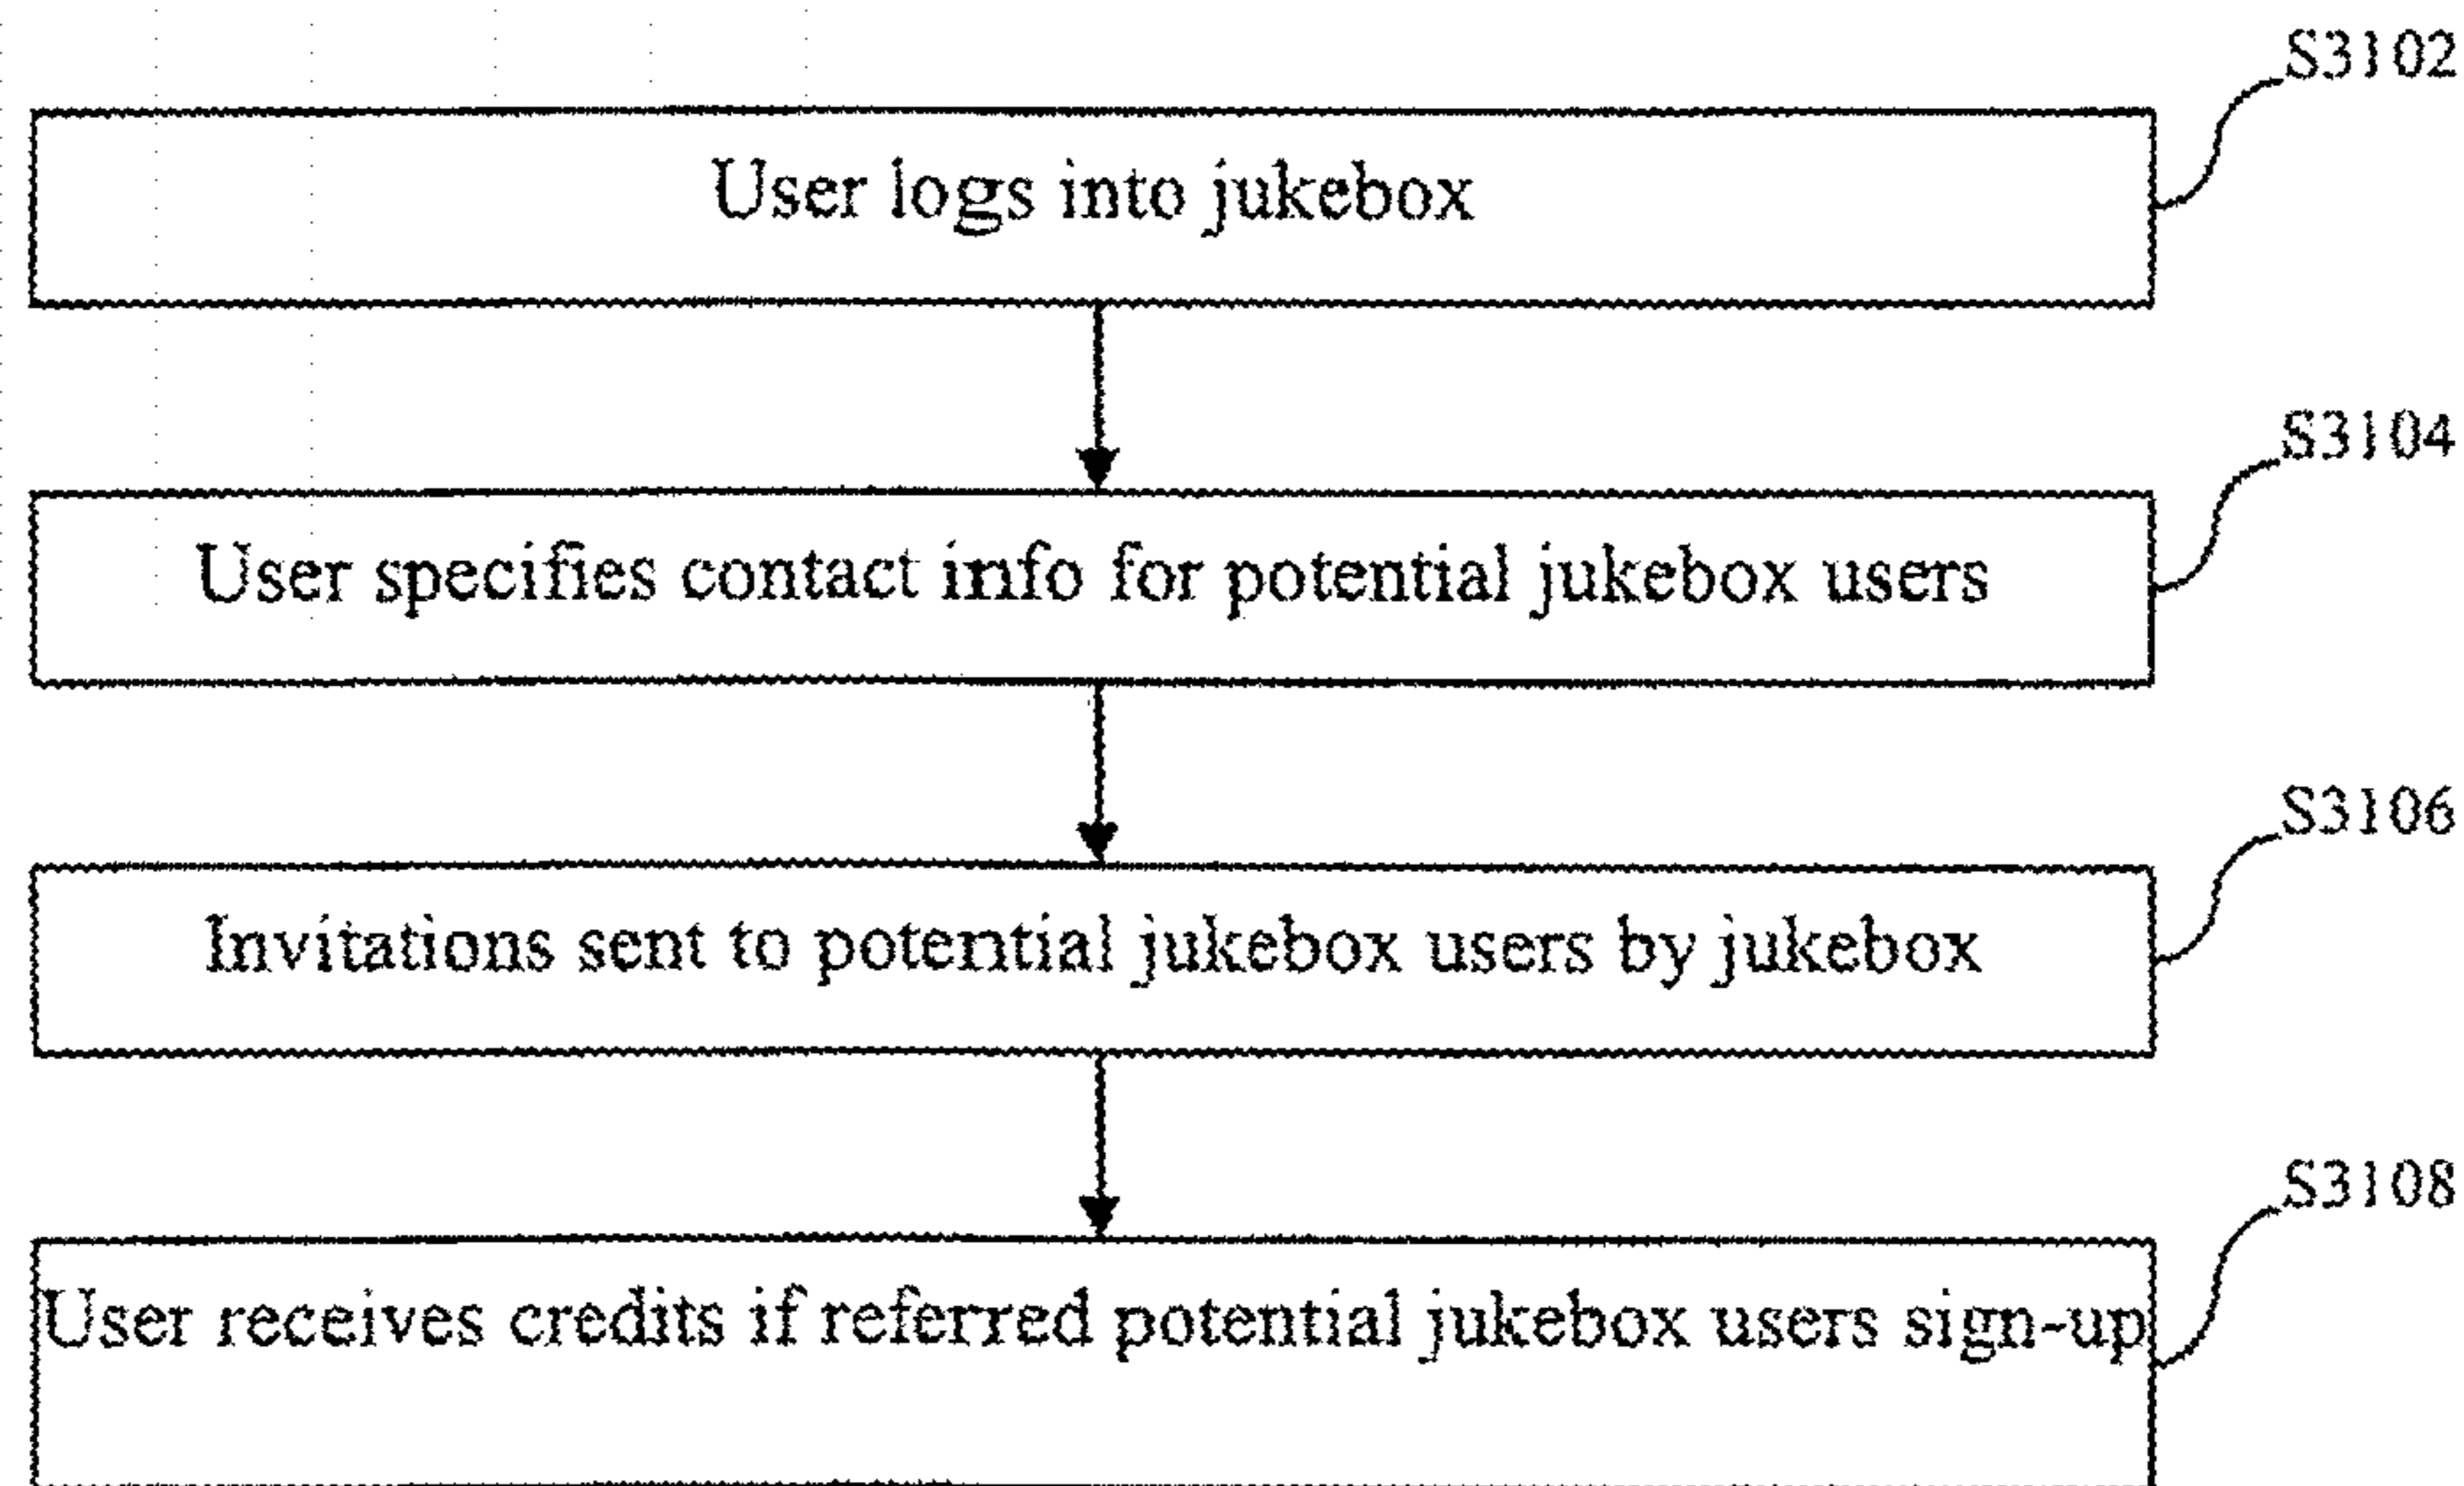 S3102
User logs into jukebox
S3104
User specifies contact info for potential jukebox users
S3106
Invitations sent to potential jukebox users by jukebox
S3108
User receives credits if referred potential jukebox users sign-up